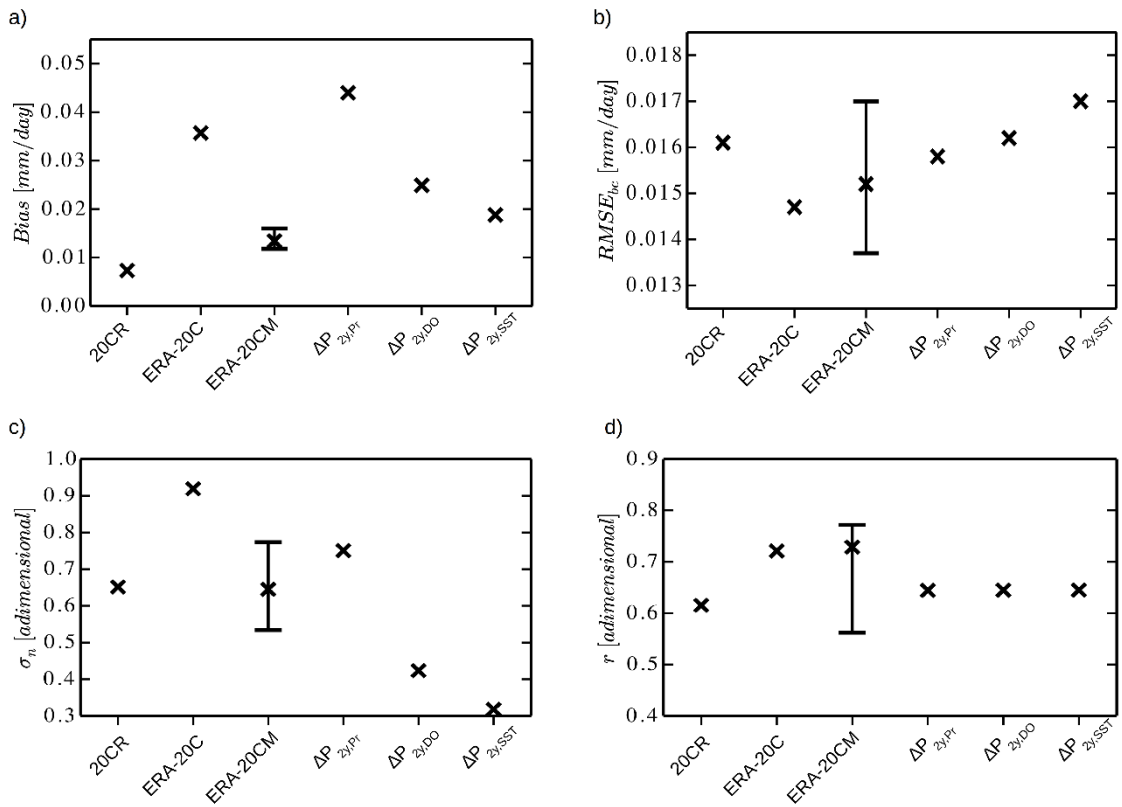 a)
Bias [mm/day]
0.05
0.04
0.03
0.02
0.01
0.00
20CR
ERA-20C
ERA-20CM
ΔP 2y,Pr
ΔP 2y,DO
ΔP 2y,SST
b)
RMSE_bc [mm/day]
0.018
0.017
0.016
0.015
0.014
0.013
20CR
ERA-20C
ERA-20CM
ΔP 2y,Pr
ΔP 2y,DO
ΔP 2y,SST
c)
σ_n [adimensional]
1.0
0.9
0.8
0.7
0.6
0.5
0.4
0.3
20CR
ERA-20C
ERA-20CM
ΔP 2y,Pr
ΔP 2y,DO
ΔP 2y,SST
d)
r [adimensional]
0.9
0.8
0.7
0.6
0.5
0.4
20CR
ERA-20C
ERA-20CM
ΔP 2y,Pr
ΔP 2y,DO
ΔP 2y,SST